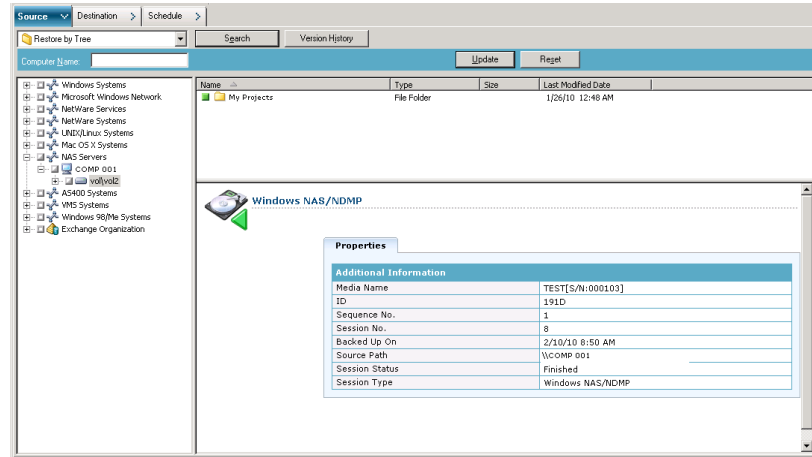 Source Destination > Schedule >
Restore by Tree Search Version History
Computer Name: Update Reset
Windows Systems
Microsoft Windows Network
NetWare Services
NetWare Systems
UNIX/Linux Systems
Mac OS X Systems
NAS Servers
COMP 001
vol\vol2
AS400 Systems
VMS Systems
Windows 98/Me Systems
Exchange Organization
Name Type Size Last Modified Date
My Projects File Folder 1/26/10 12:48 AM
Windows NAS/NDMP
Properties
Additional Information
Media Name TEST[S/N:000103]
ID 191D
Sequence No. 1
Session No. 8
Backed Up On 2/10/10 8:50 AM
Source Path \\COMP 001
Session Status Finished
Session Type Windows NAS/NDMP